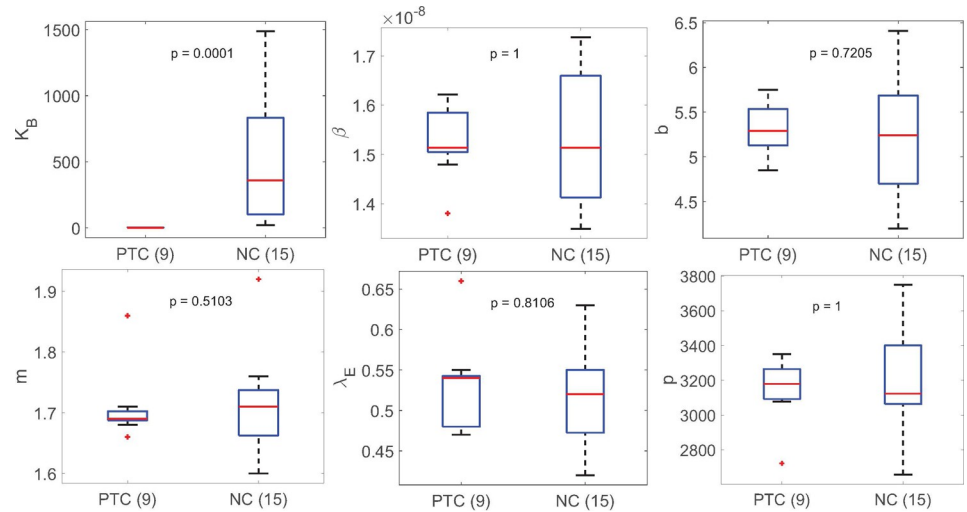 K_B
1500
1000
500
0
p = 0.0001
PTC (9) NC (15)
×10^-8
β
1.7
1.6
1.5
1.4
p = 1
PTC (9) NC (15)
b
6.5
6
5.5
5
4.5
p = 0.7205
PTC (9) NC (15)
m
1.9
1.8
1.7
1.6
p = 0.5103
PTC (9) NC (15)
λ_E
0.65
0.6
0.55
0.5
0.45
p = 0.8106
PTC (9) NC (15)
p
3800
3600
3400
3200
3000
2800
p = 1
PTC (9) NC (15)